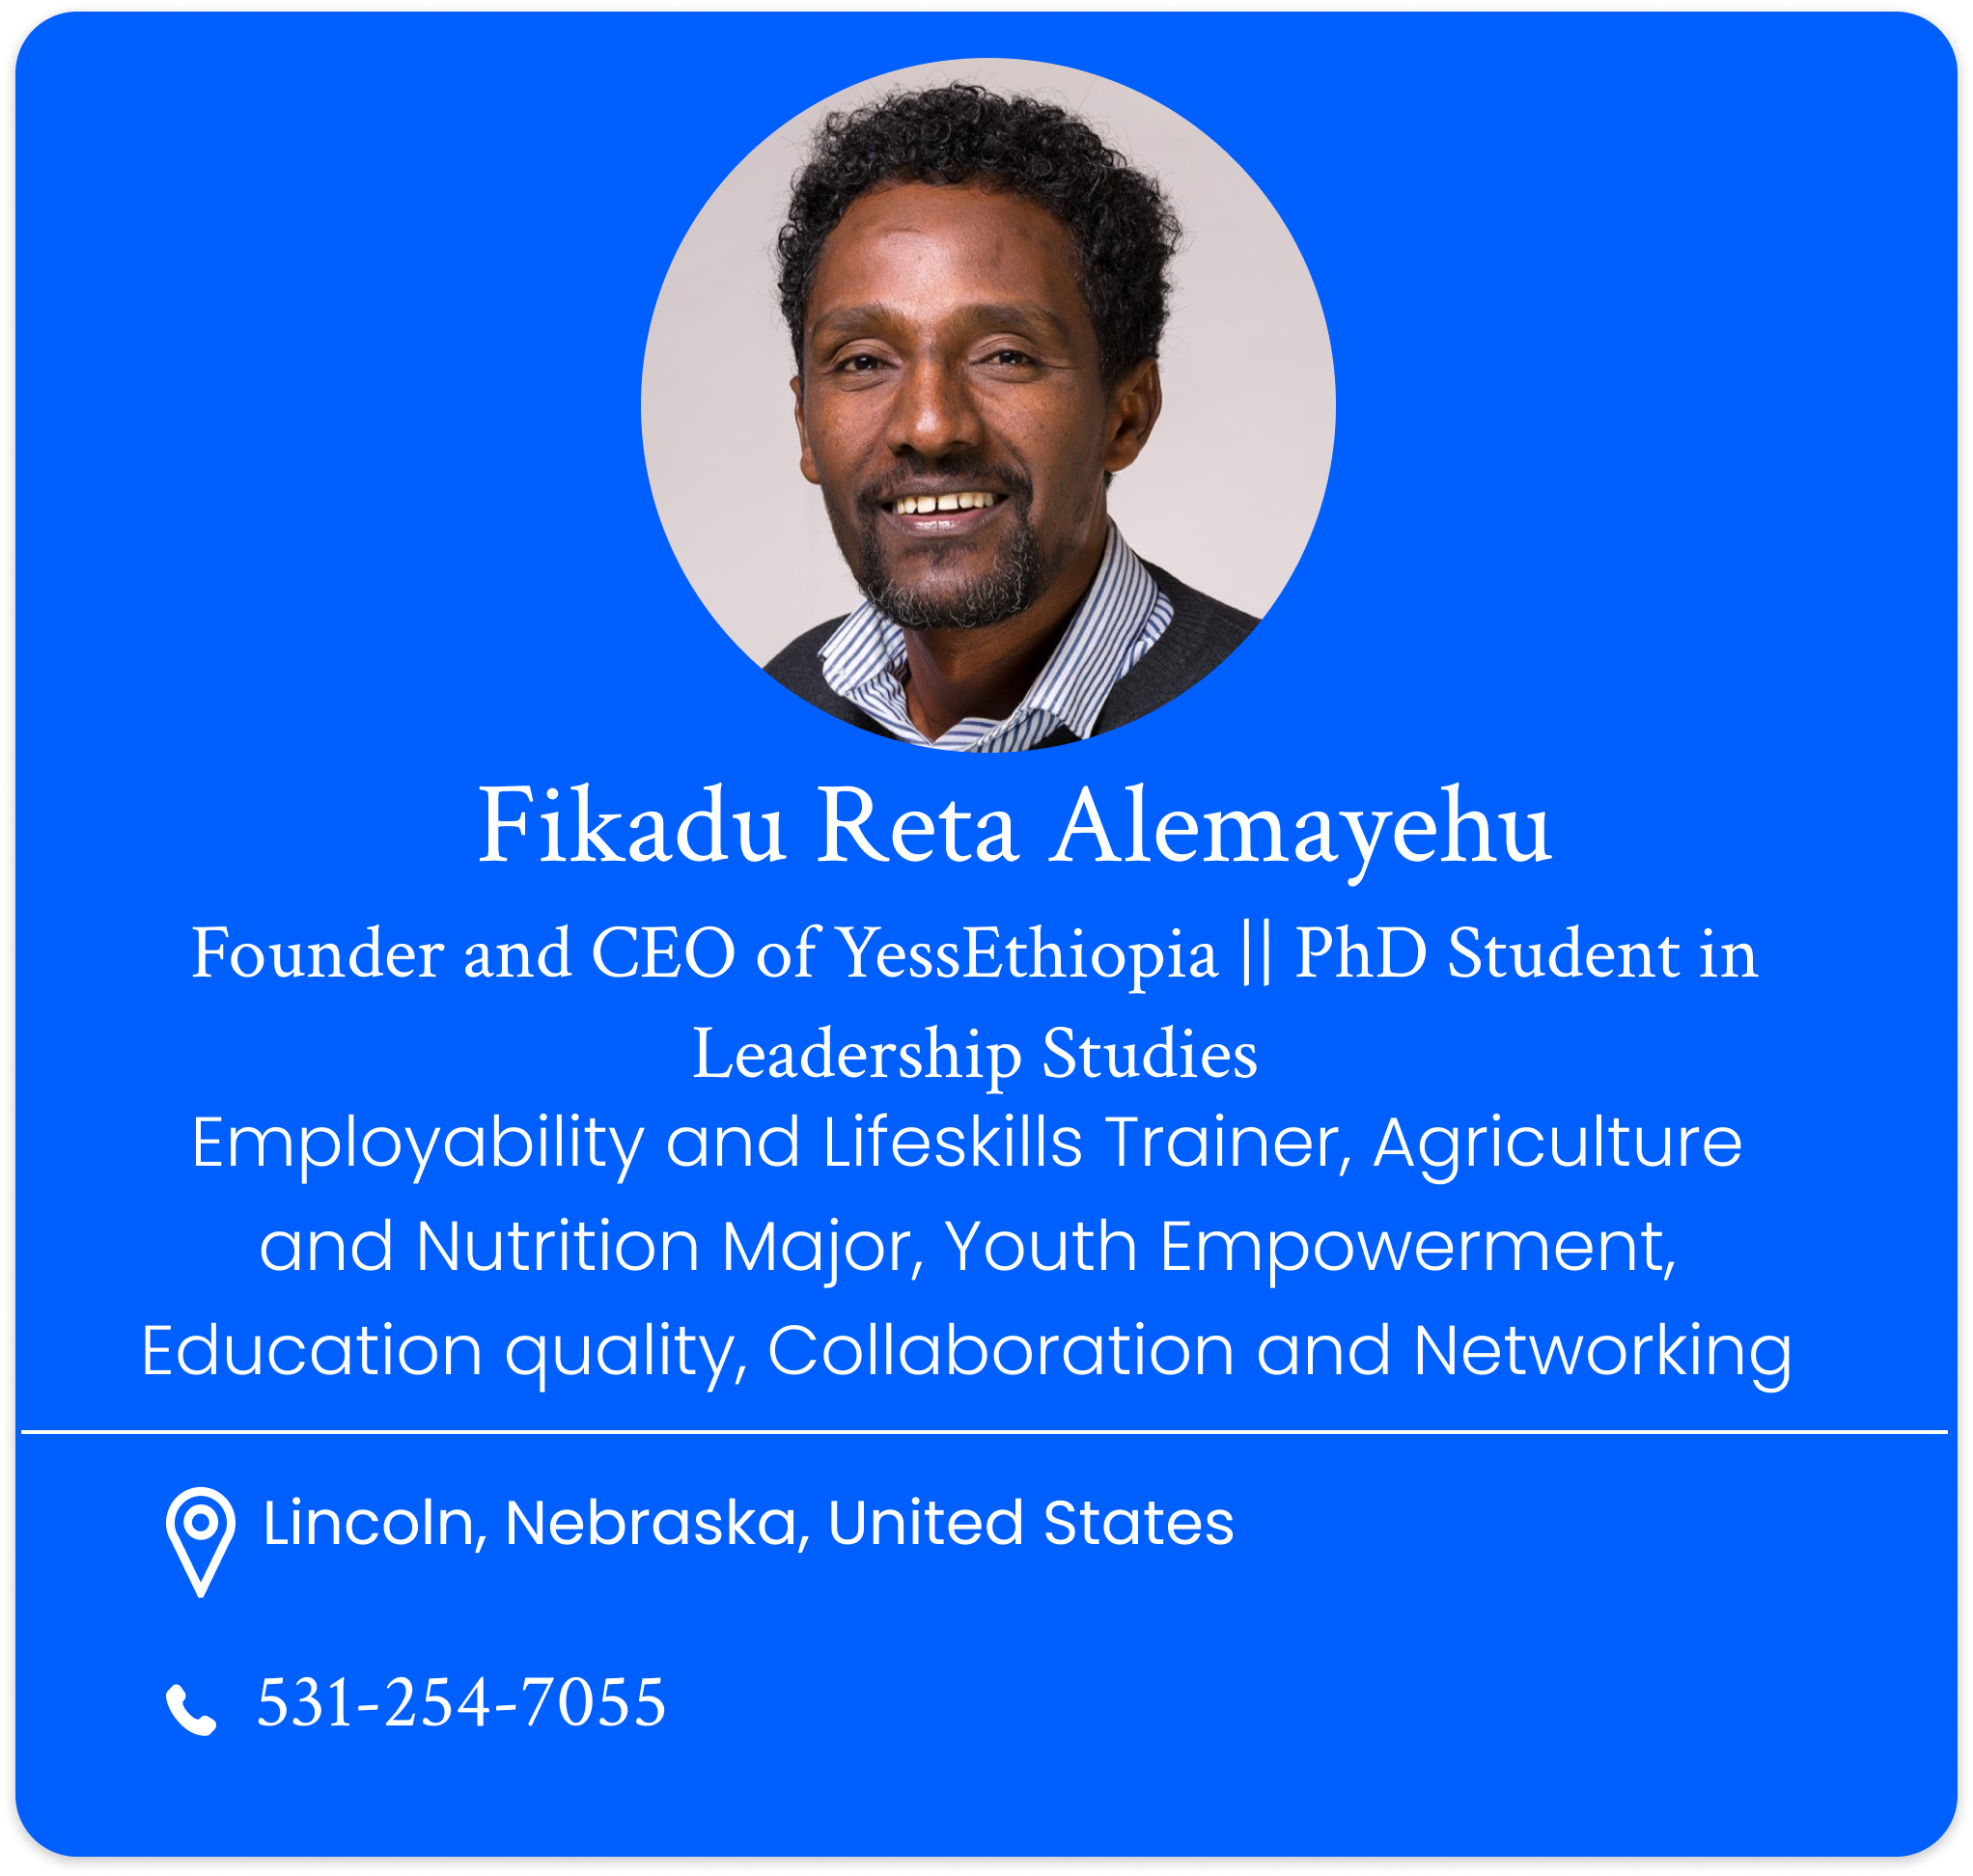 Fikadu Reta Alemayehu
Founder and CEO of YessEthiopia || PhD Student in
Leadership Studies
Employability and Lifeskills Trainer, Agriculture
and Nutrition Major, Youth Empowerment,
Education quality, Collaboration and Networking
Lincoln, Nebraska, United States
531-254-7055